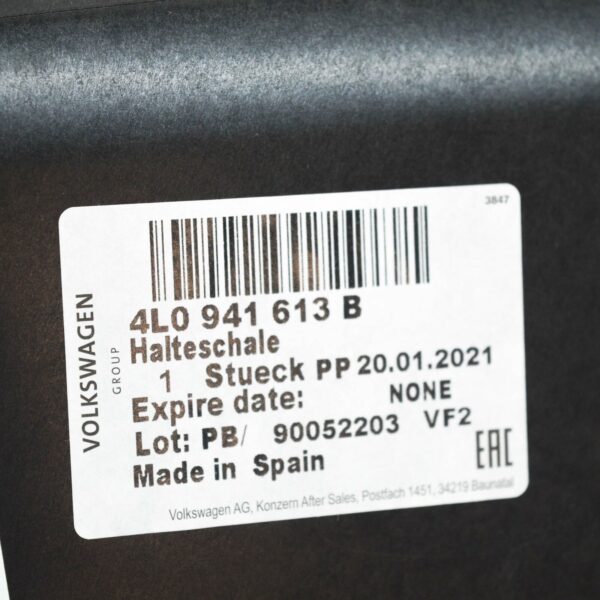 3847
VOLKSWAGEN
GROUP
4L0 941 613 B
Halteschale
1 Stueck PP 20.01.2021
Expire date: NONE
Lot: PB/ 90052203 VF2
Made in Spain
EAC
Volkswagen AG, Konzern After Sales, Postfach 1451, 34219 Baunatal